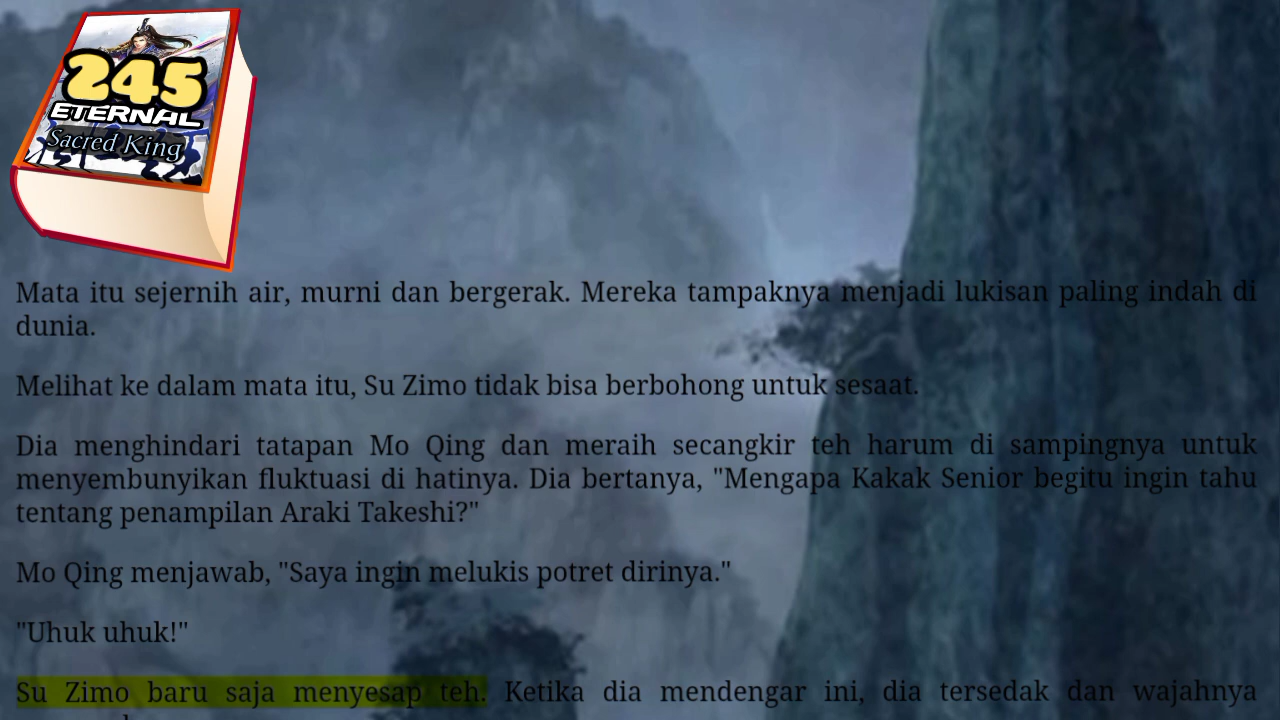 245
ETERNAL
Sacred King
Mata itu sejernih air, murni dan bergerak. Mereka tampaknya menjadi lukisan paling indah di
dunia.
Melihat ke dalam mata itu, Su Zimo tidak bisa berbohong untuk sesaat.
Dia menghindari tatapan Mo Qing dan meraih secangkir teh harum di sampingnya untuk
menyembunyikan fluktuasi di hatinya. Dia bertanya, "Mengapa Kakak Senior begitu ingin tahu
tentang penampilan Araki Takeshi?"
Mo Qing menjawab, "Saya ingin melukis potret dirinya."
"Uhuk uhuk!"
Su Zimo baru saja menyesap teh. Ketika dia mendengar ini, dia tersedak dan wajahnya